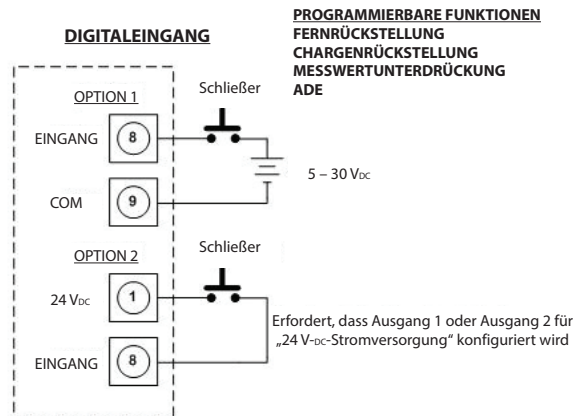 PROGRAMMIERBARE FUNKTIONEN
FERNRÜCKSTELLUNG
CHARGENRÜCKSTELLUNG
MESSWERTUNTERDRÜCKUNG
ADE
DIGITALEINGANG
OPTION 1
Schließer
EINGANG
8
5 – 30 VDC
COM
9
OPTION 2
Schließer
24 VDC
1
Erfordert, dass Ausgang 1 oder Ausgang 2 für
„24 V-DC-Stromversorgung“ konfiguriert wird
EINGANG
8